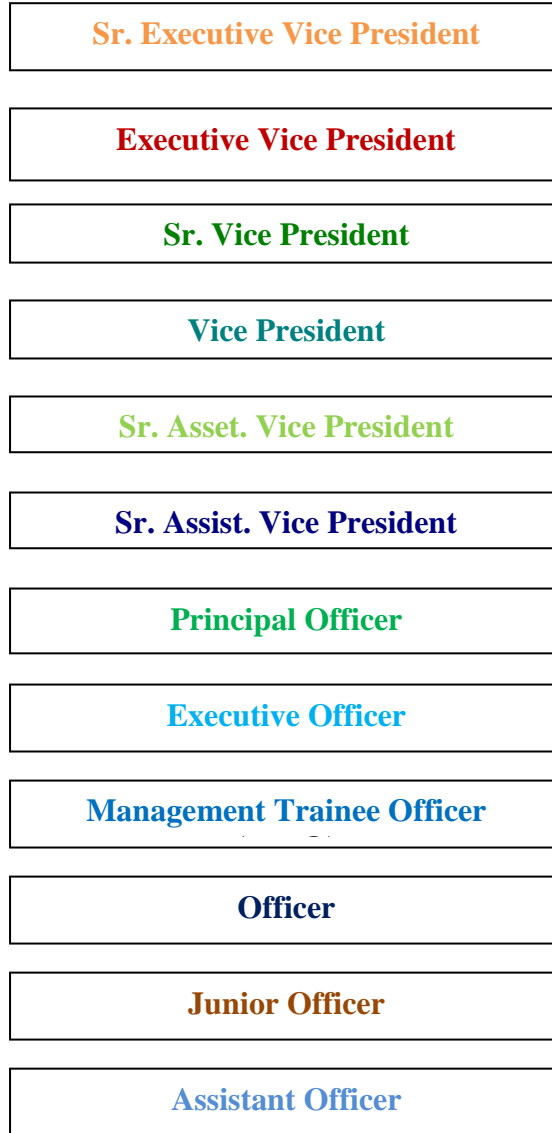 Sr. Executive Vice President
Executive Vice President
Sr. Vice President
Vice President
Sr. Asset. Vice President
Sr. Assist. Vice President
Principal Officer
Executive Officer
Management Trainee Officer
Officer
Junior Officer
Assistant Officer